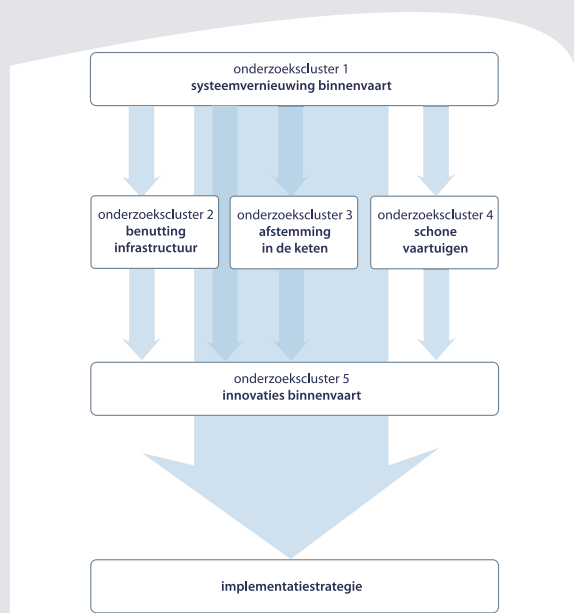 onderzoekscluster 1
systeemvernieuwing binnenvaart
onderzoekscluster 2
benutting
infrastructuur
onderzoekscluster 3
afstemming
in de keten
onderzoekscluster 4
schone
vaartuigen
onderzoekscluster 5
innovaties binnenvaart
implementatiestrategie